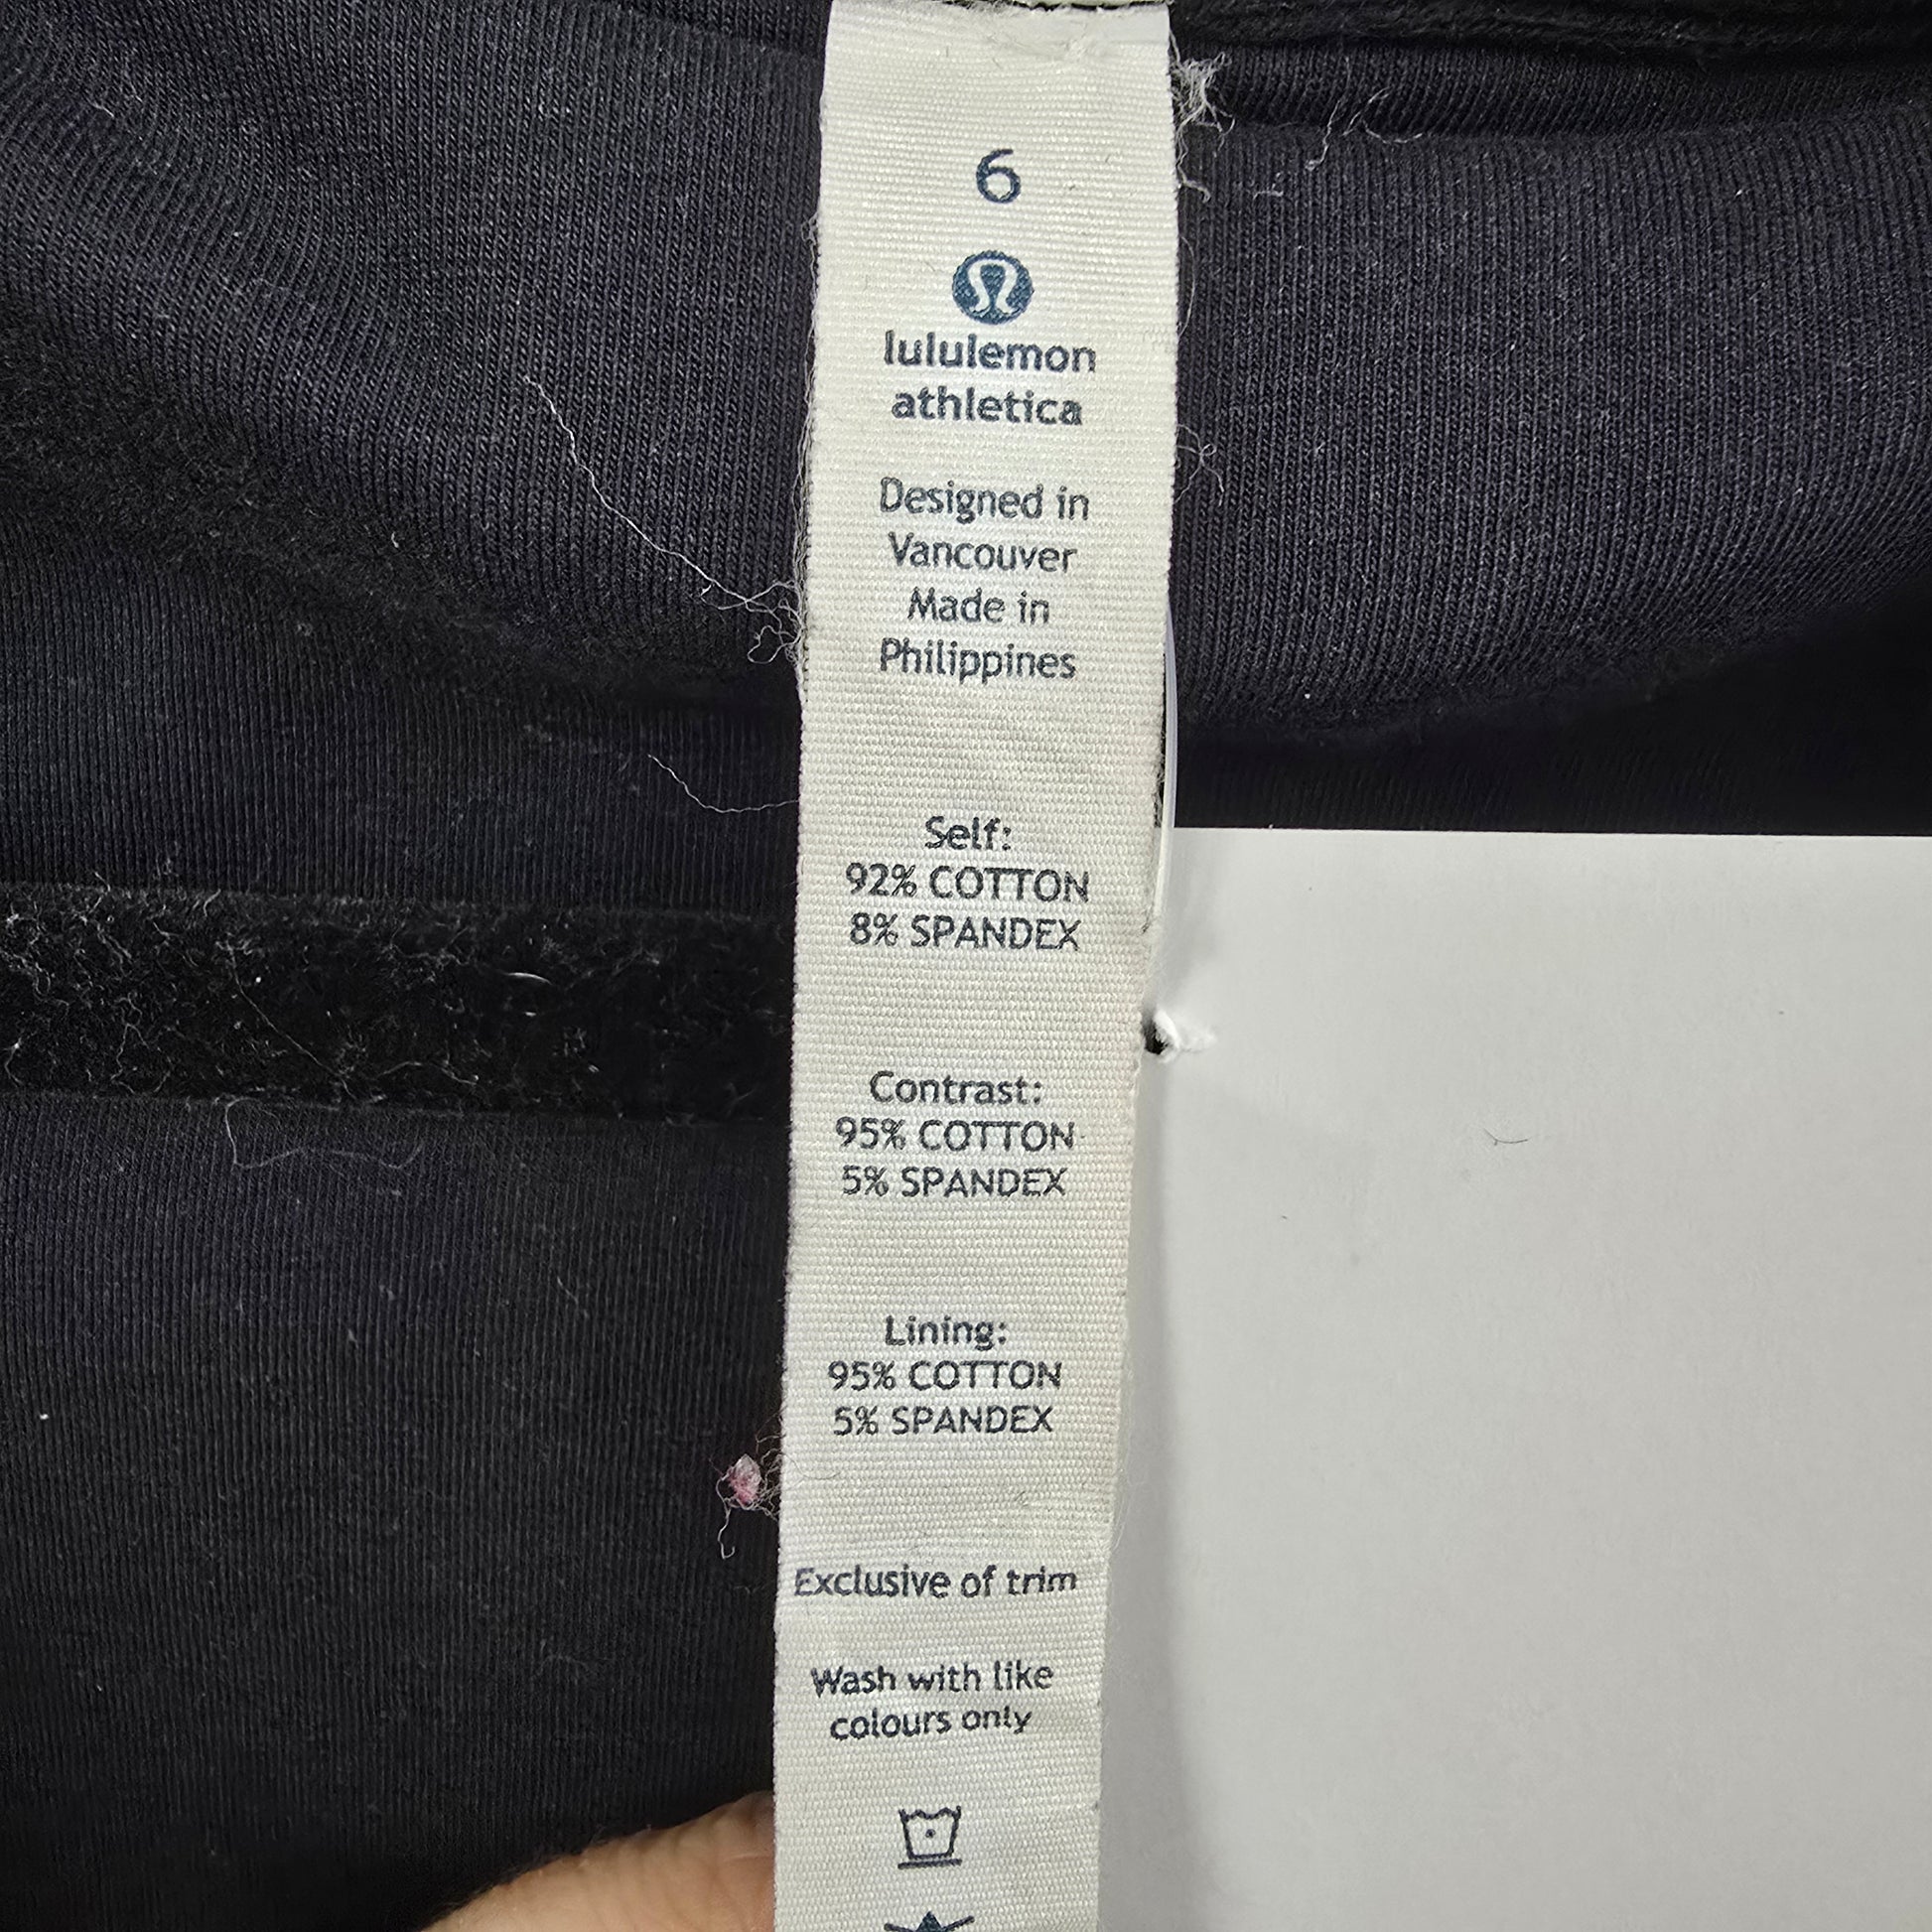 6
lululemon
athletica
Designed in
Vancouver
Made in
Philippines
Self:
92% COTTON
8% SPANDEX
Contrast:
95% COTTON
5% SPANDEX
Lining:
95% COTTON
5% SPANDEX
Exclusive of trim
Wash with like
colours only